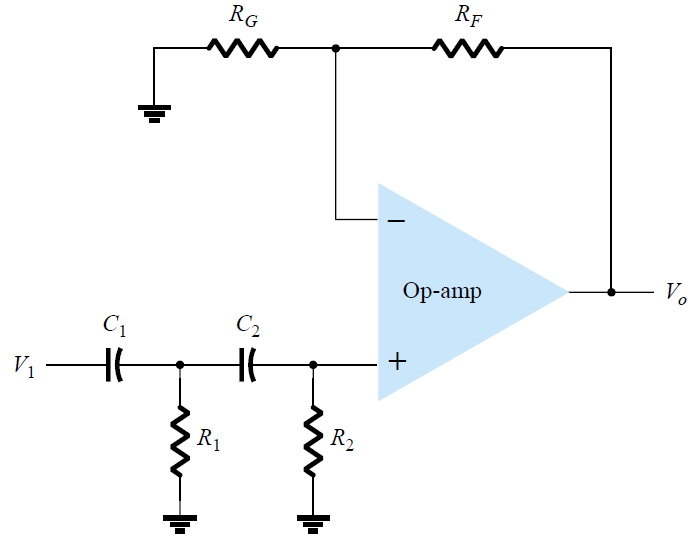 R_G R_F
−
Op-amp
V_o
C_1 C_2
V_1
+
R_1 R_2